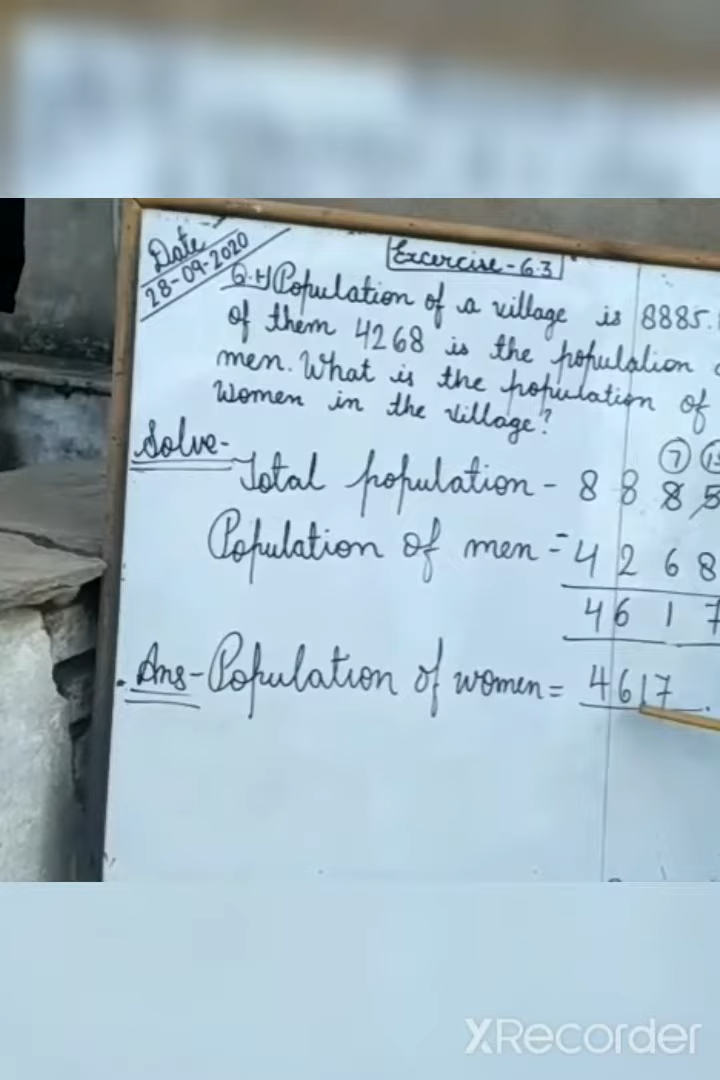 Date
28-09-2020
Excercise-6.3
Population of a village is 8885.
of them 4268 is the population
men. What is the population of
Women in the village?
Solve-
7 15
Total population - 8 8 8 5
Population of men = 4 2 6 8
4 6 1 7
Ans-Population of women = 4617.
XRecorder